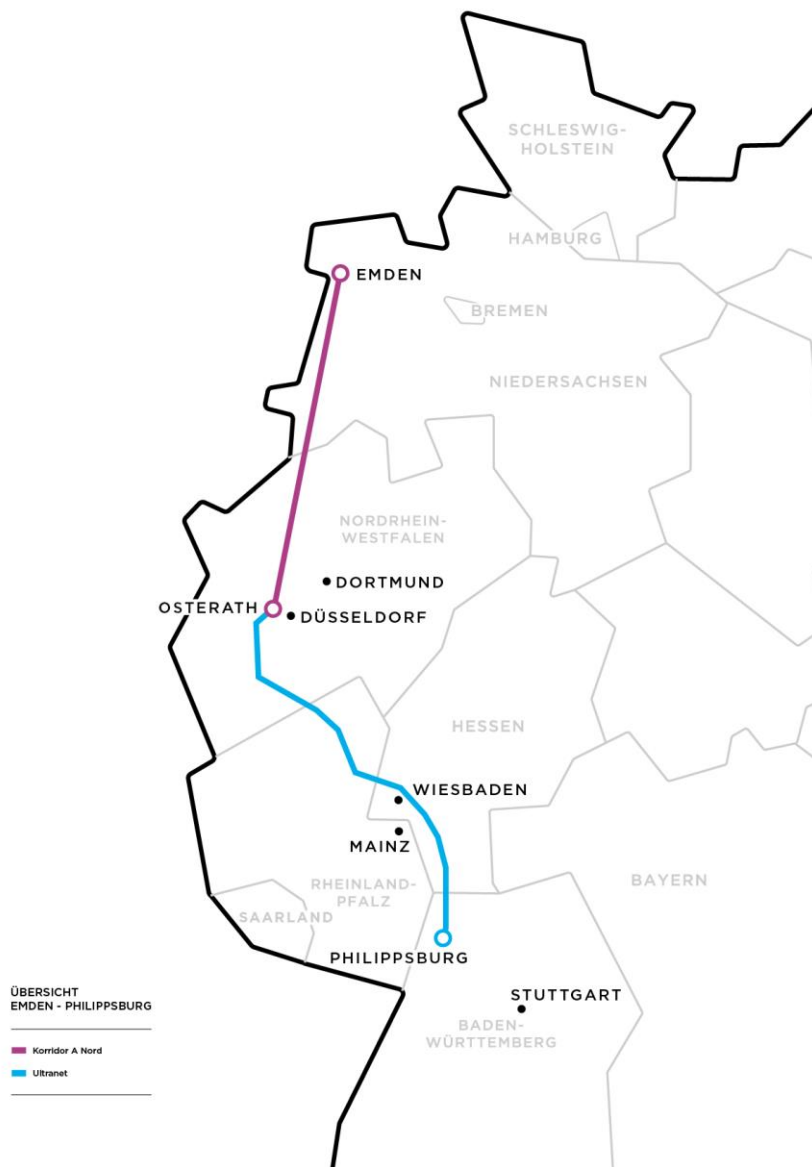 SCHLESWIG-
HOLSTEIN
HAMBURG
EMDEN
BREMEN
NIEDERSACHSEN
NORDRHEIN-
WESTFALEN
DORTMUND
OSTERATH
DÜSSELDORF
HESSEN
WIESBADEN
MAINZ
RHEINLAND-
PFALZ
BAYERN
SAARLAND
PHILIPPSBURG
STUTTGART
BADEN-
WÜRTTEMBERG
ÜBERSICHT
EMDEN - PHILIPPSBURG
Korridor A Nord
Ultranet